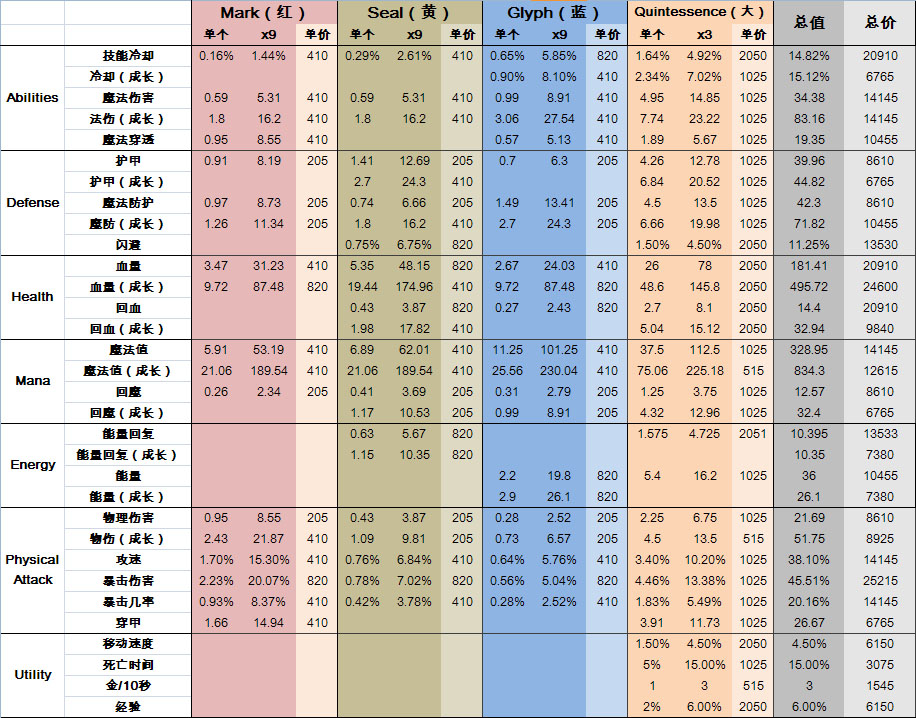 Mark（红） Seal（黄） Glyph（蓝） Quintessence（大） 总值 总价
单个 x9 单价 单个 x9 单价 单个 x9 单价 单个 x3 单价
Abilities
技能冷却 0.16% 1.44% 410 0.29% 2.61% 410 0.65% 5.85% 820 1.64% 4.92% 2050 14.82% 20910
冷却（成长） 0.90% 8.10% 410 2.34% 7.02% 1025 15.12% 6765
魔法伤害 0.59 5.31 410 0.59 5.31 410 0.99 8.91 410 4.95 14.85 1025 34.38 14145
法伤（成长） 1.8 16.2 410 1.8 16.2 410 3.06 27.54 410 7.74 23.22 1025 83.16 14145
魔法穿透 0.95 8.55 410 0.57 5.13 410 1.89 5.67 1025 19.35 10455
Defense
护甲 0.91 8.19 205 1.41 12.69 205 0.7 6.3 205 4.26 12.78 1025 39.96 8610
护甲（成长） 2.7 24.3 410 6.84 20.52 1025 44.82 6765
魔法防护 0.97 8.73 205 0.74 6.66 205 1.49 13.41 205 4.5 13.5 1025 42.3 8610
魔防（成长） 1.26 11.34 205 1.8 16.2 410 2.7 24.3 410 6.66 19.98 1025 71.82 10455
闪避 0.75% 6.75% 820 1.50% 4.50% 2050 11.25% 13530
Health
血量 3.47 31.23 410 5.35 48.15 820 2.67 24.03 410 26 78 2050 181.41 20910
血量（成长） 9.72 87.48 820 19.44 174.96 410 9.72 87.48 820 48.6 145.8 2050 495.72 24600
回血 0.43 3.87 820 0.27 2.43 820 2.7 8.1 2050 14.4 20910
回血（成长） 1.98 17.82 410 5.04 15.12 2050 32.94 9840
Mana
魔法值 5.91 53.19 410 6.89 62.01 410 11.25 101.25 410 37.5 112.5 1025 328.95 14145
魔法值（成长） 21.06 189.54 410 21.06 189.54 410 25.56 230.04 410 75.06 225.18 515 834.3 12615
回魔 0.26 2.34 205 0.41 3.69 205 0.31 2.79 205 1.25 3.75 1025 12.57 8610
回魔（成长） 1.17 10.53 205 0.99 8.91 205 4.32 12.96 1025 32.4 6765
Energy
能量回复 0.63 5.67 820 1.575 4.725 2051 10.395 13533
能量回复（成长） 1.15 10.35 820 10.35 7380
能量 2.2 19.8 820 5.4 16.2 1025 36 10455
能量（成长） 2.9 26.1 820 26.1 7380
Physical Attack
物理伤害 0.95 8.55 205 0.43 3.87 205 0.28 2.52 205 2.25 6.75 1025 21.69 8610
物伤（成长） 2.43 21.87 410 1.09 9.81 205 0.73 6.57 205 4.5 13.5 515 51.75 8925
攻速 1.70% 15.30% 410 0.76% 6.84% 410 0.64% 5.76% 410 3.40% 10.20% 1025 38.10% 14145
暴击伤害 2.23% 20.07% 820 0.78% 7.02% 820 0.56% 5.04% 820 4.46% 13.38% 1025 45.51% 25215
暴击几率 0.93% 8.37% 410 0.42% 3.78% 410 0.28% 2.52% 410 1.83% 5.49% 1025 20.16% 14145
穿甲 1.66 14.94 410 3.91 11.73 1025 26.67 6765
Utility
移动速度 1.50% 4.50% 2050 4.50% 6150
死亡时间 5% 15.00% 1025 15.00% 3075
金/10秒 1 3 515 3 1545
经验 2% 6.00% 2050 6.00% 6150